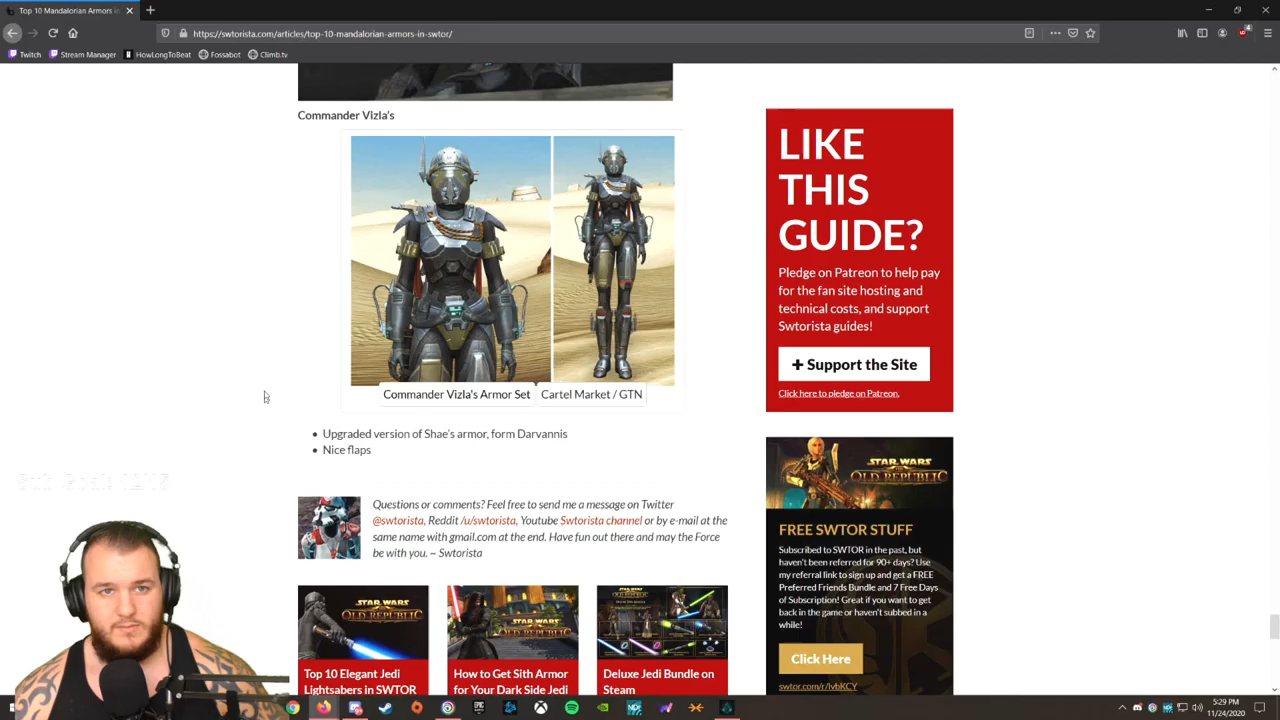 Top 10 Mandalorian Armors in
https://swtorista.com/articles/top-10-mandalorian-armors-in-swtor/
Twitch
Stream Manager
HowLongToBeat
Fossabot
Climb.tv
Commander Vizla's
Commander Vizla's Armor Set
Cartel Market / GTN
Upgraded version of Shae's armor, form Darvannis
Nice flaps
Questions or comments? Feel free to send me a message on Twitter
@swtorista, Reddit /u/swtorista, Youtube Swtorista channel or by e-mail at the
same name with gmail.com at the end. Have fun out there and may the Force
be with you. ~ Swtorista
STAR WARS
THE OLD REPUBLIC
Top 10 Elegant Jedi
Lightsabers in SWTOR
STAR WARS
THE OLD REPUBLIC
How to Get Sith Armor
for Your Dark Side Jedi
STAR WARS
Deluxe Jedi Bundle on
Steam
LIKE
THIS
GUIDE?
Pledge on Patreon to help pay
for the fan site hosting and
technical costs, and support
Swtorista guides!
+ Support the Site
Click here to pledge on Patreon.
STAR WARS
THE OLD REPUBLIC
FREE SWTOR STUFF
Subscribed to SWTOR in the past, but
haven't been referred for 90+ days? Use
my referral link to sign up and get a FREE
Preferred Friends Bundle and 7 Free Days
of Subscription! Great if you want to get
back in the game or haven't subbed in a
while!
Click Here
swtor.com/r/lvbKCY
EPIC
GAMES
5:29 PM
11/24/2020